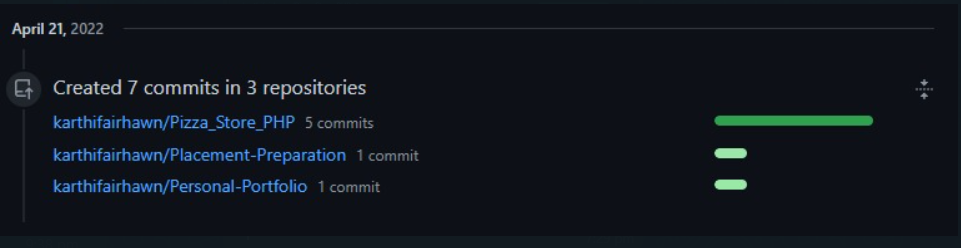 April 21, 2022
Created 7 commits in 3 repositories
karthifairhawn/Pizza_Store_PHP 5 commits
karthifairhawn/Placement-Preparation 1 commit
karthifairhawn/Personal-Portfolio 1 commit